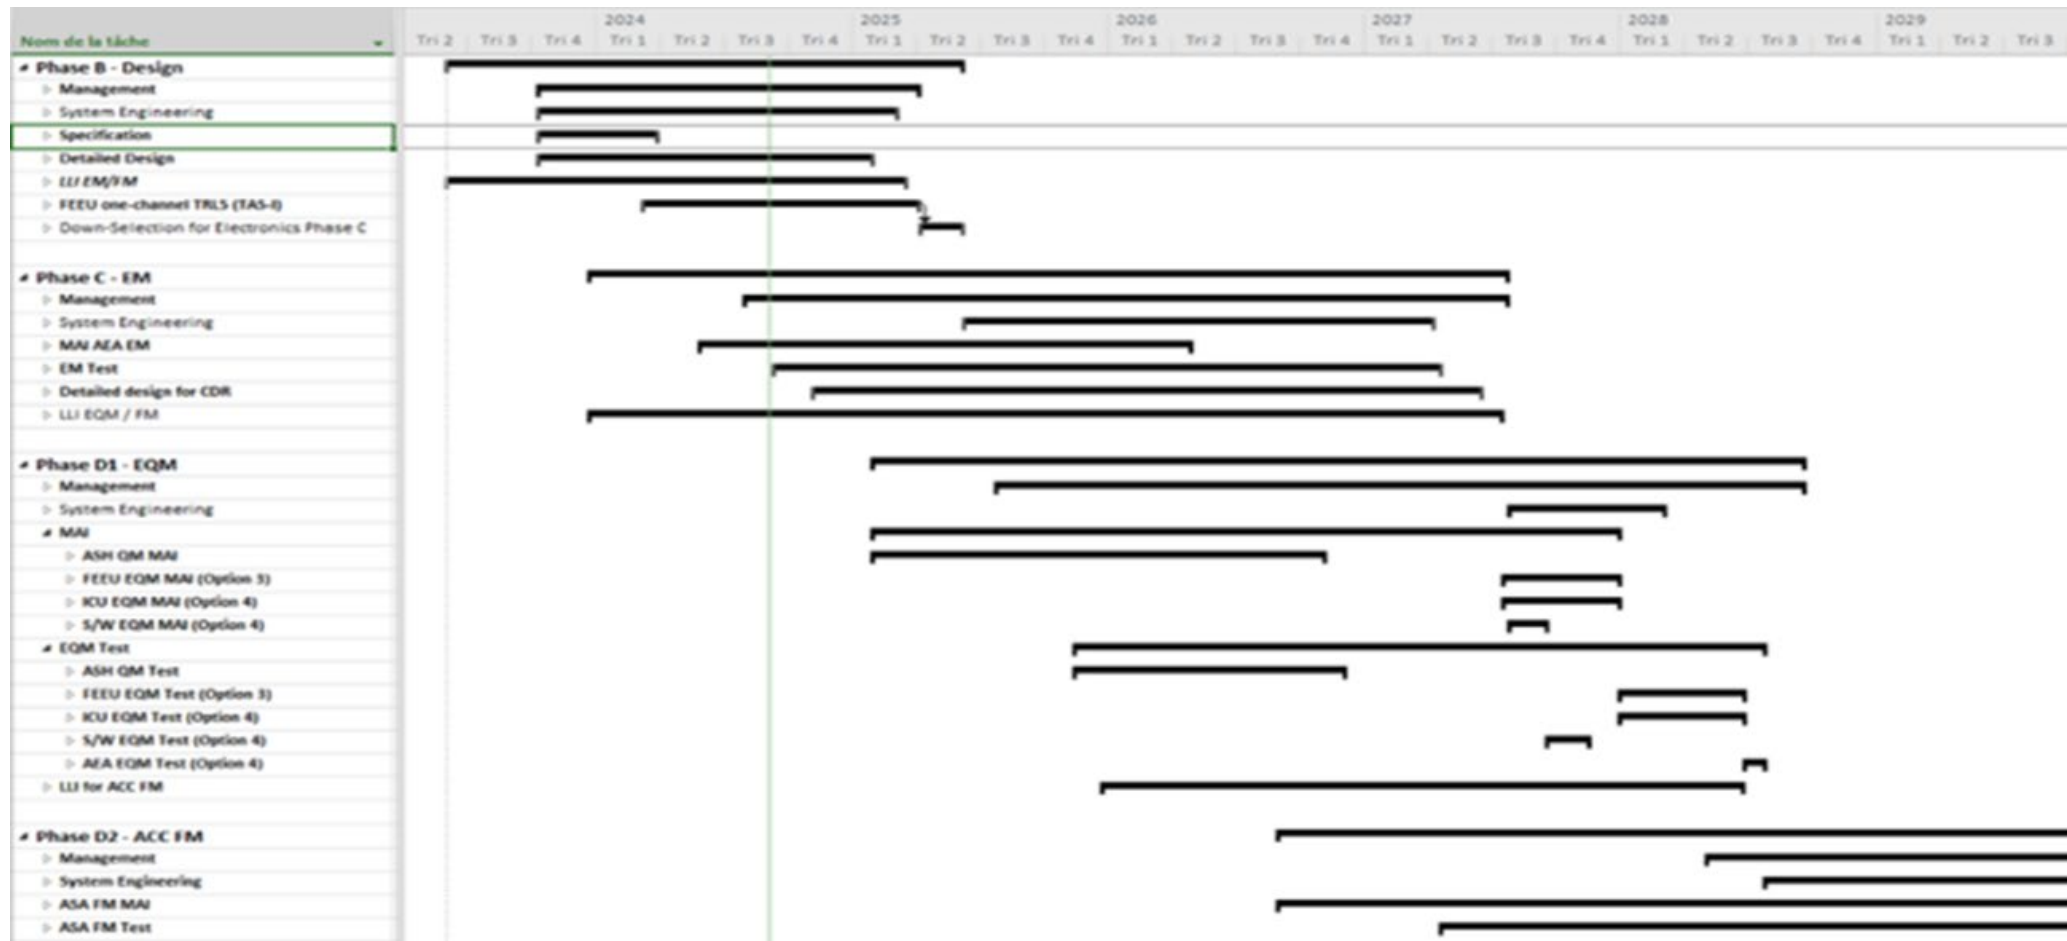 2024 2025 2026 2027 2028 2029
Nom de la tâche Tri 2 Tri 3 Tri 4 Tri 1 Tri 2 Tri 3 Tri 4 Tri 1 Tri 2 Tri 3 Tri 4 Tri 1 Tri 2 Tri 3 Tri 4 Tri 1 Tri 2 Tri 3 Tri 4 Tri 1 Tri 2 Tri 3 Tri 4 Tri 1 Tri 2 Tri 3
Phase B - Design
Management
System Engineering
Specification
Detailed Design
LLI EM/FM
FEEU one-channel TRL5 (TAS-I)
Down-Selection for Electronics Phase C
Phase C - EM
Management
System Engineering
MAI AEA EM
EM Test
Detailed design for CDR
LLI EQM / FM
Phase D1 - EQM
Management
System Engineering
MAI
ASH QM MAI
FEEU EQM MAI (Option 3)
ICU EQM MAI (Option 4)
S/W EQM MAI (Option 4)
EQM Test
ASH QM Test
FEEU EQM Test (Option 3)
ICU EQM Test (Option 4)
S/W EQM Test (Option 4)
AEA EQM Test (Option 4)
LLI for ACC FM
Phase D2 - ACC FM
Management
System Engineering
ASA FM MAI
ASA FM Test